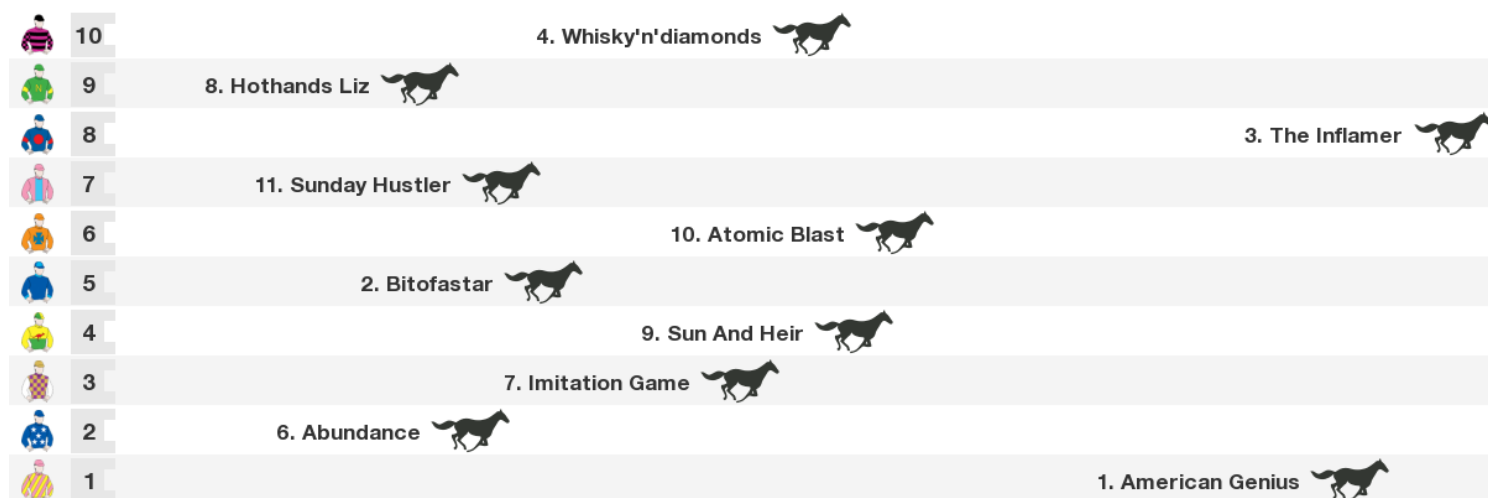 10 4. Whisky'n'diamonds
9 8. Hothands Liz
8 3. The Inflamer
7 11. Sunday Hustler
6 10. Atomic Blast
5 2. Bitofastar
4 9. Sun And Heir
3 7. Imitation Game
2 6. Abundance
1 1. American Genius